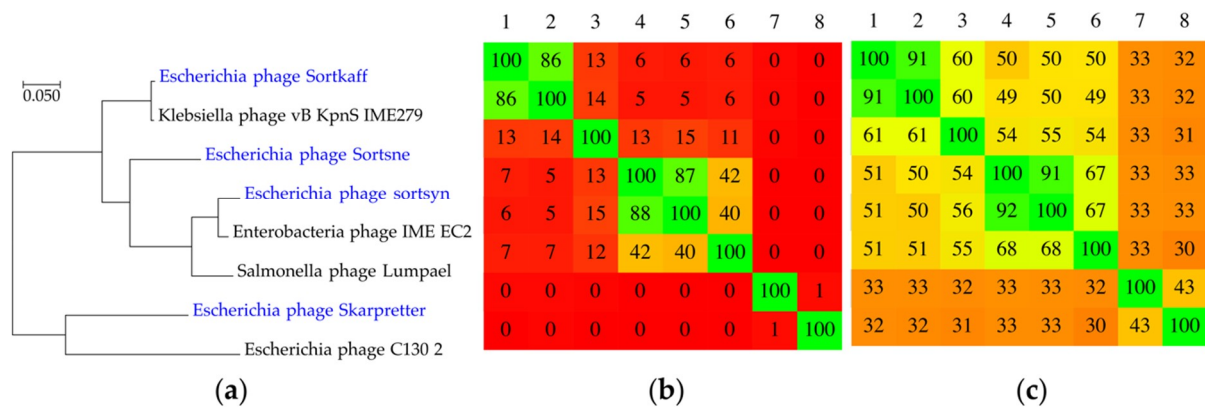 1 2 3 4 5 6 7 8 1 2 3 4 5 6 7 8
0.050
Escherichia phage Sortkaff 100 86 13 6 6 6 0 0 100 91 60 50 50 50 33 32
Klebsiella phage vB KpnS IME279 86 100 14 5 5 6 0 0 91 100 60 49 50 49 33 32
Escherichia phage Sortsne 13 14 100 13 15 11 0 0 61 61 100 54 55 54 33 31
Escherichia phage sortsyn 7 5 13 100 87 42 0 0 51 50 54 100 91 67 33 33
Enterobacteria phage IME EC2 6 5 15 88 100 40 0 0 51 50 56 92 100 67 33 33
Salmonella phage Lumpael 7 7 12 42 40 100 0 0 51 51 55 68 68 100 33 30
Escherichia phage Skarpretter 0 0 0 0 0 0 100 1 33 33 32 33 33 32 100 43
Escherichia phage C130 2 0 0 0 0 0 0 1 100 32 32 31 33 33 30 43 100
(a) (b) (c)